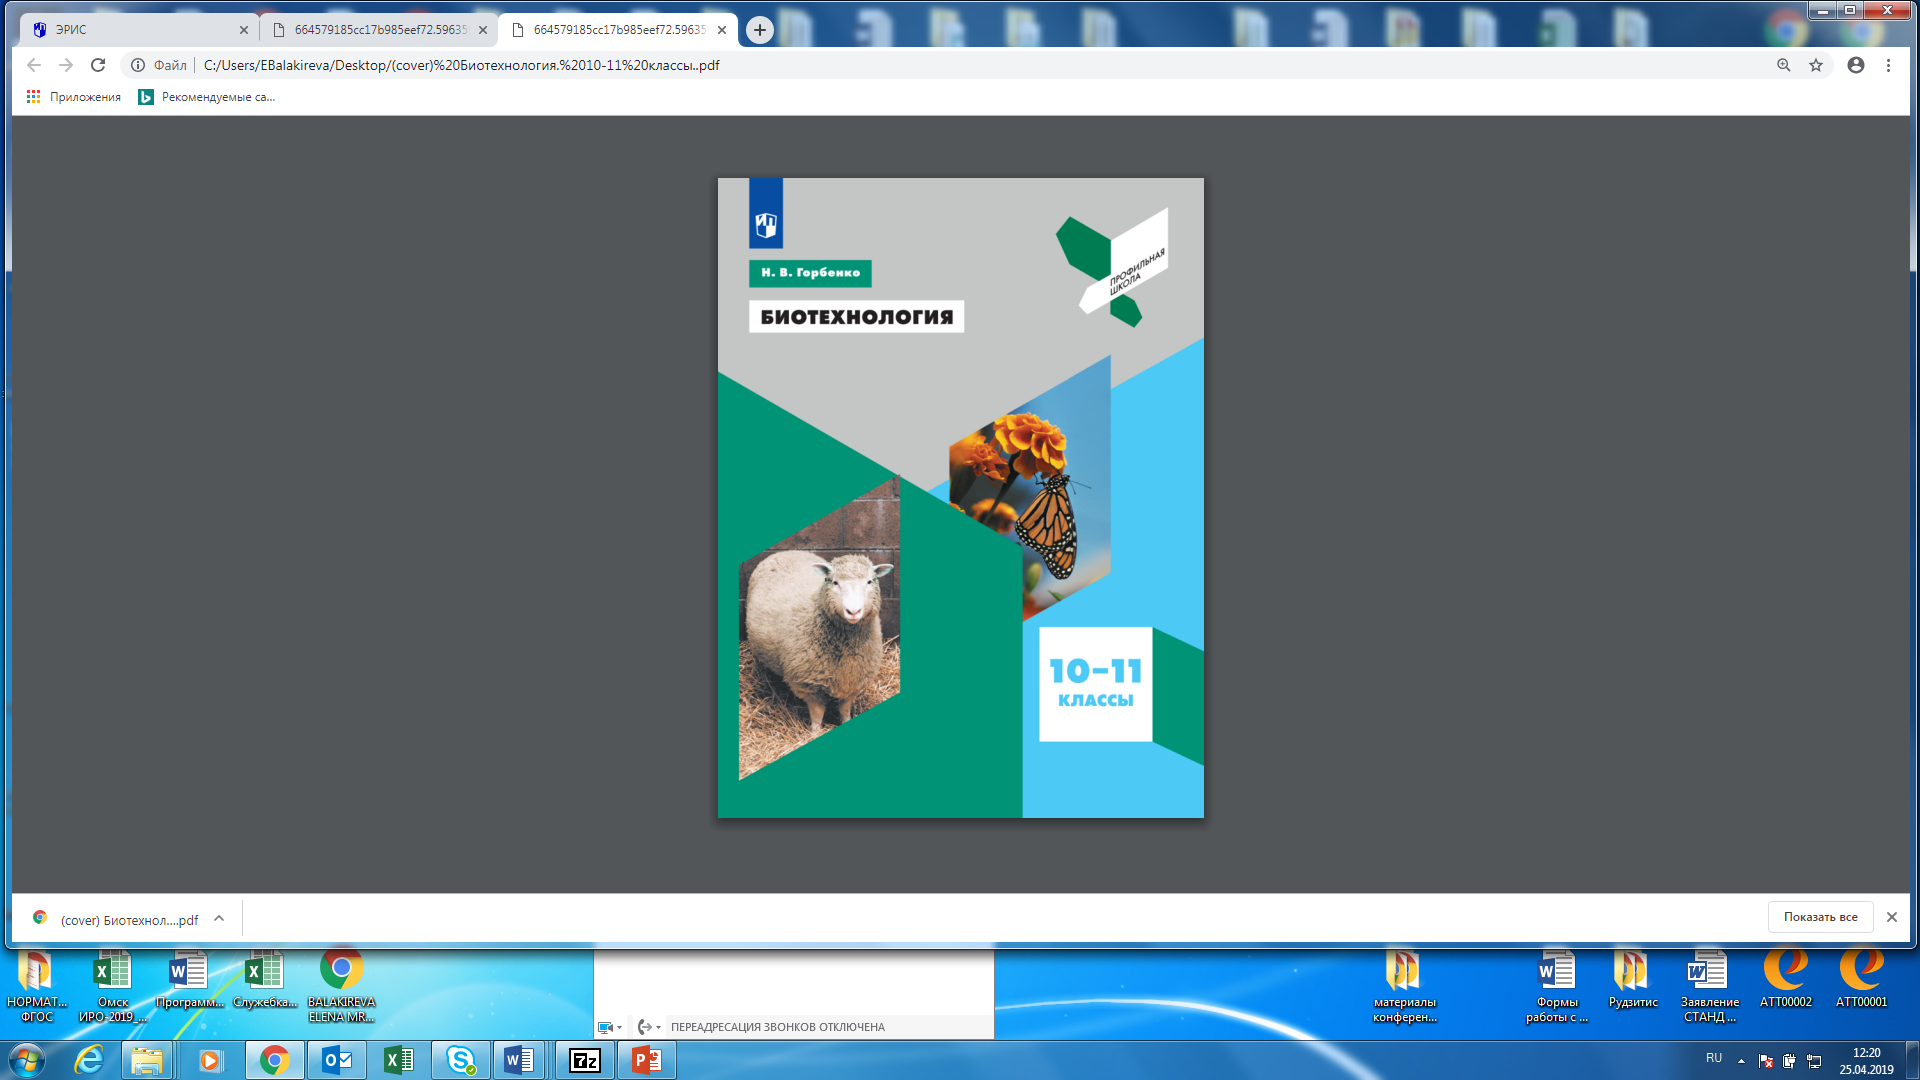 ЭРИС
664579185cc17b985eef72.59635
664579185cc17b985eef72.59635
Файл
C:/Users/EBalakireva/Desktop/(cover)%20Биотехнология.%2010-11%20классы..pdf
Приложения
Рекомендуемые са...
ИП
Н. В. Горбенко
БИОТЕХНОЛОГИЯ
ПРОФИЛЬНАЯ
ШКОЛА
10–11
КЛАССЫ
(cover) Биотехнол....pdf
Показать все
НОРМАТ...
ФГОС
Омск
ИРО-2019_...
Программ...
Служебка...
BALAKIREVA
ELENA MR...
материалы
конферен...
Формы
работы с ...
Рудзитис
Заявление
СТАНД ...
ATT00002
ATT00001
ПЕРЕАДРЕСАЦИЯ ЗВОНКОВ ОТКЛЮЧЕНА
7z
RU
12:20
25.04.2019